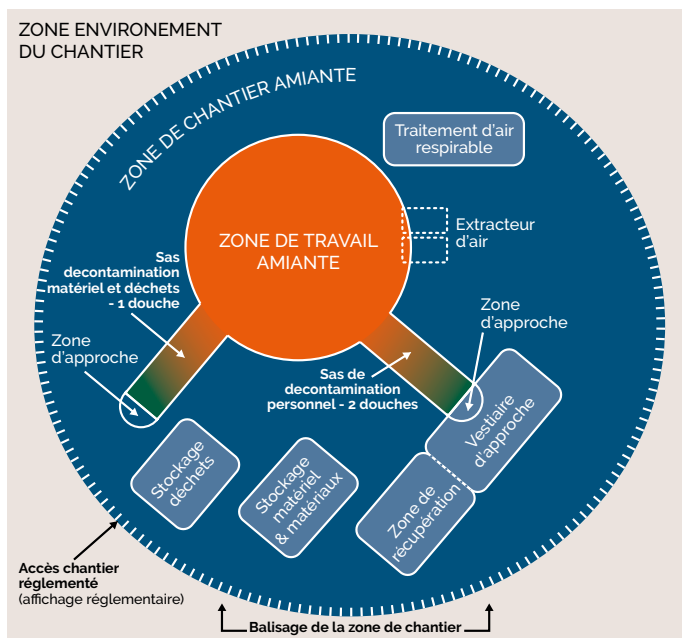 ZONE ENVIRONEMENT
DU CHANTIER
ZONE DE CHANTIER AMIANTE
Traitement d'air
respirable
ZONE DE TRAVAIL
AMIANTE
Extracteur
d'air
Sas
decontamination
matériel et déchets
- 1 douche
Zone
d'approche
Zone
d'approche
Sas de
decontamination
personnel - 2 douches
Stockage
déchets
Stockage
matériel
& matériaux
Zone de
récupération
Vestiaire
d'approche
Accès chantier
réglementé
(affichage réglementaire)
Balisage de la zone de chantier